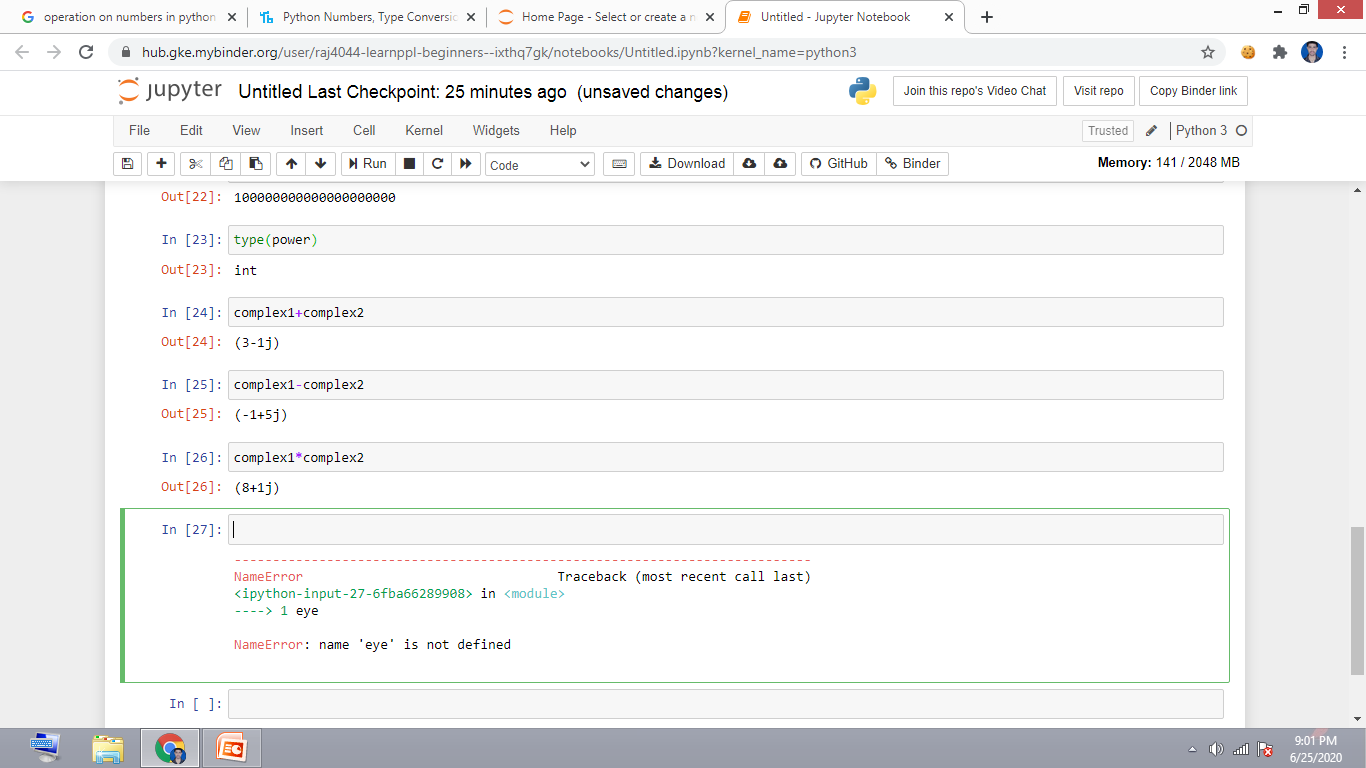 operation on numbers in python
Python Numbers, Type Conversic
Home Page - Select or create a n
Untitled - Jupyter Notebook
hub.gke.mybinder.org/user/raj4044-learnppl-beginners--ixthq7gk/notebooks/Untitled.ipynb?kernel_name=python3
jupyter Untitled Last Checkpoint: 25 minutes ago (unsaved changes)
Join this repo's Video Chat
Visit repo
Copy Binder link
File Edit View Insert Cell Kernel Widgets Help
Trusted
Python 3
Run
Code
Download
GitHub
Binder
Memory: 141 / 2048 MB
Out[22]: 100000000000000000000
In [23]: type(power)
Out[23]: int
In [24]: complex1+complex2
Out[24]: (3-1j)
In [25]: complex1-complex2
Out[25]: (-1+5j)
In [26]: complex1*complex2
Out[26]: (8+1j)
In [27]:
---------------------------------------------------------------------------
NameError Traceback (most recent call last)
<ipython-input-27-6fba66289908> in <module>
----> 1 eye
NameError: name 'eye' is not defined
In [ ]:
9:01 PM
6/25/2020